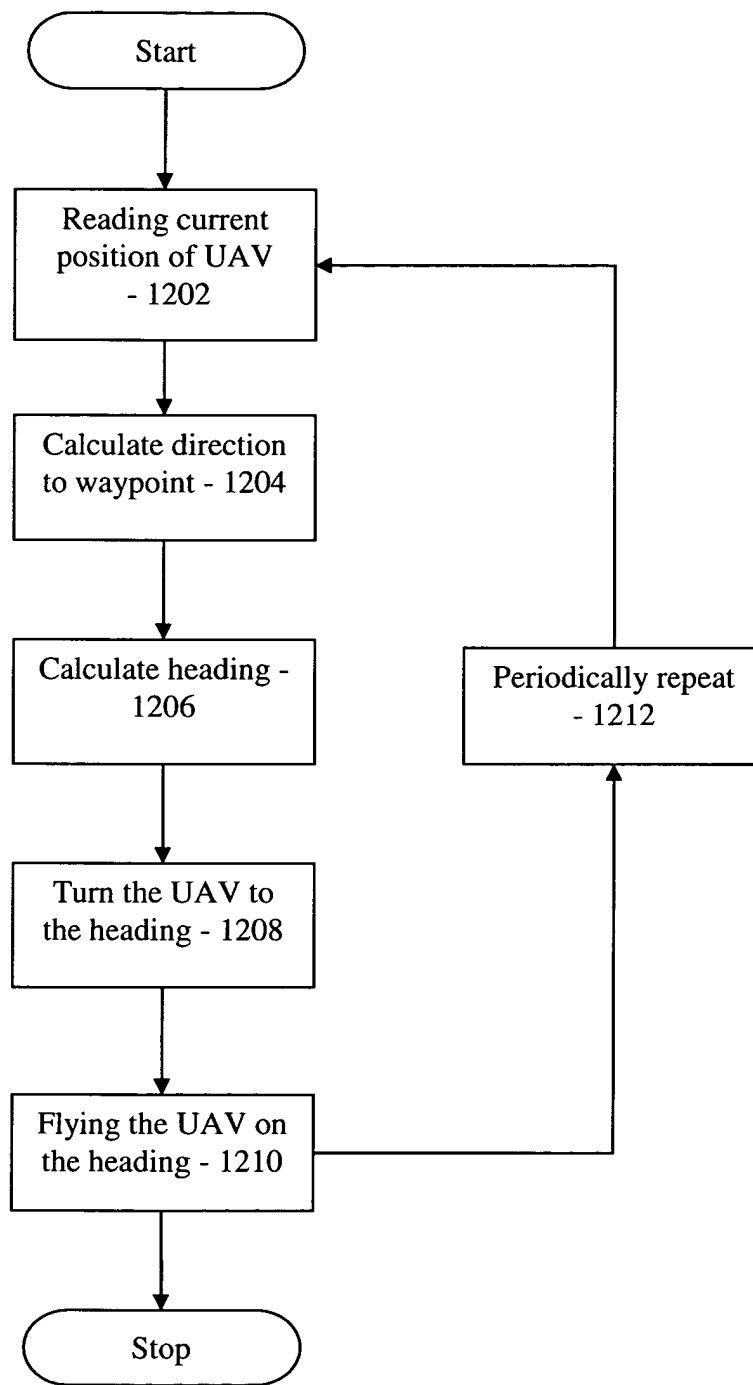 Start
Reading current
position of UAV
- 1202
Calculate direction
to waypoint - 1204
Calculate heading -
1206
Periodically repeat
- 1212
Turn the UAV to
the heading - 1208
Flying the UAV on
the heading - 1210
Stop